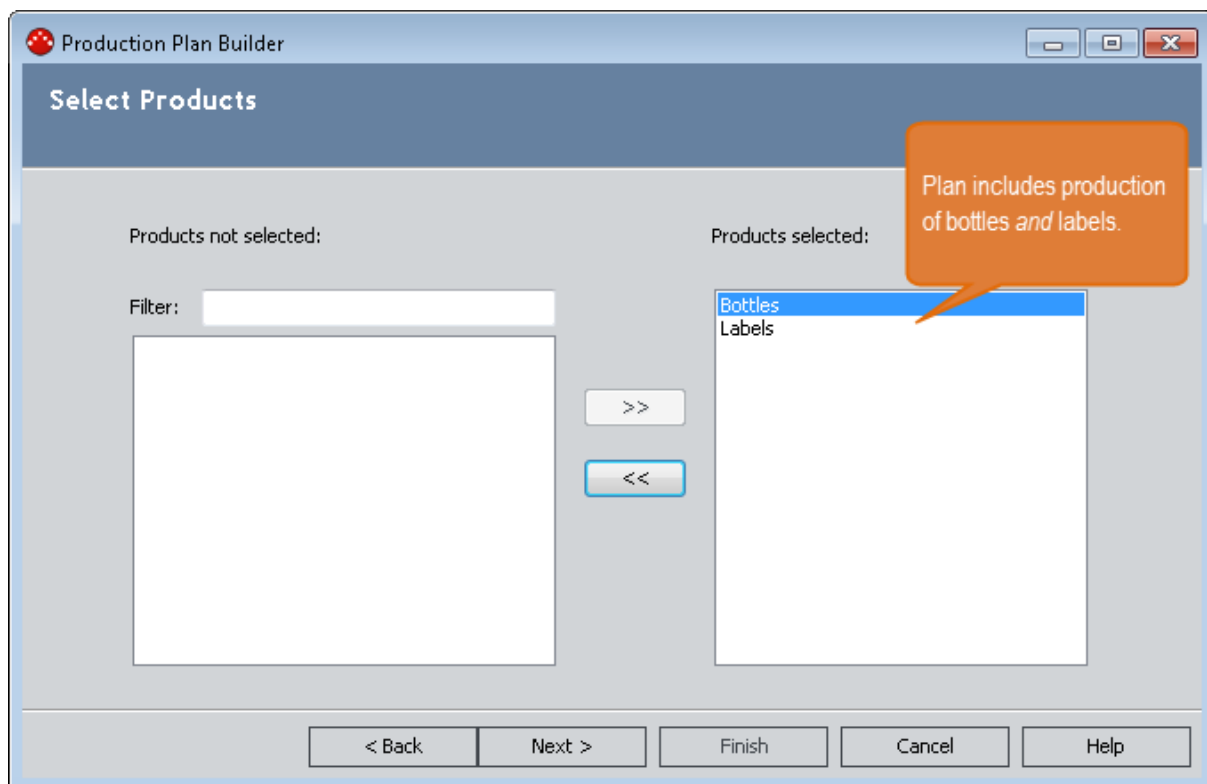 Production Plan Builder
Select Products
Plan includes production
of bottles and labels.
Products not selected:
Products selected:
Filter:
Bottles
Labels
>>
<<
< Back
Next >
Finish
Cancel
Help